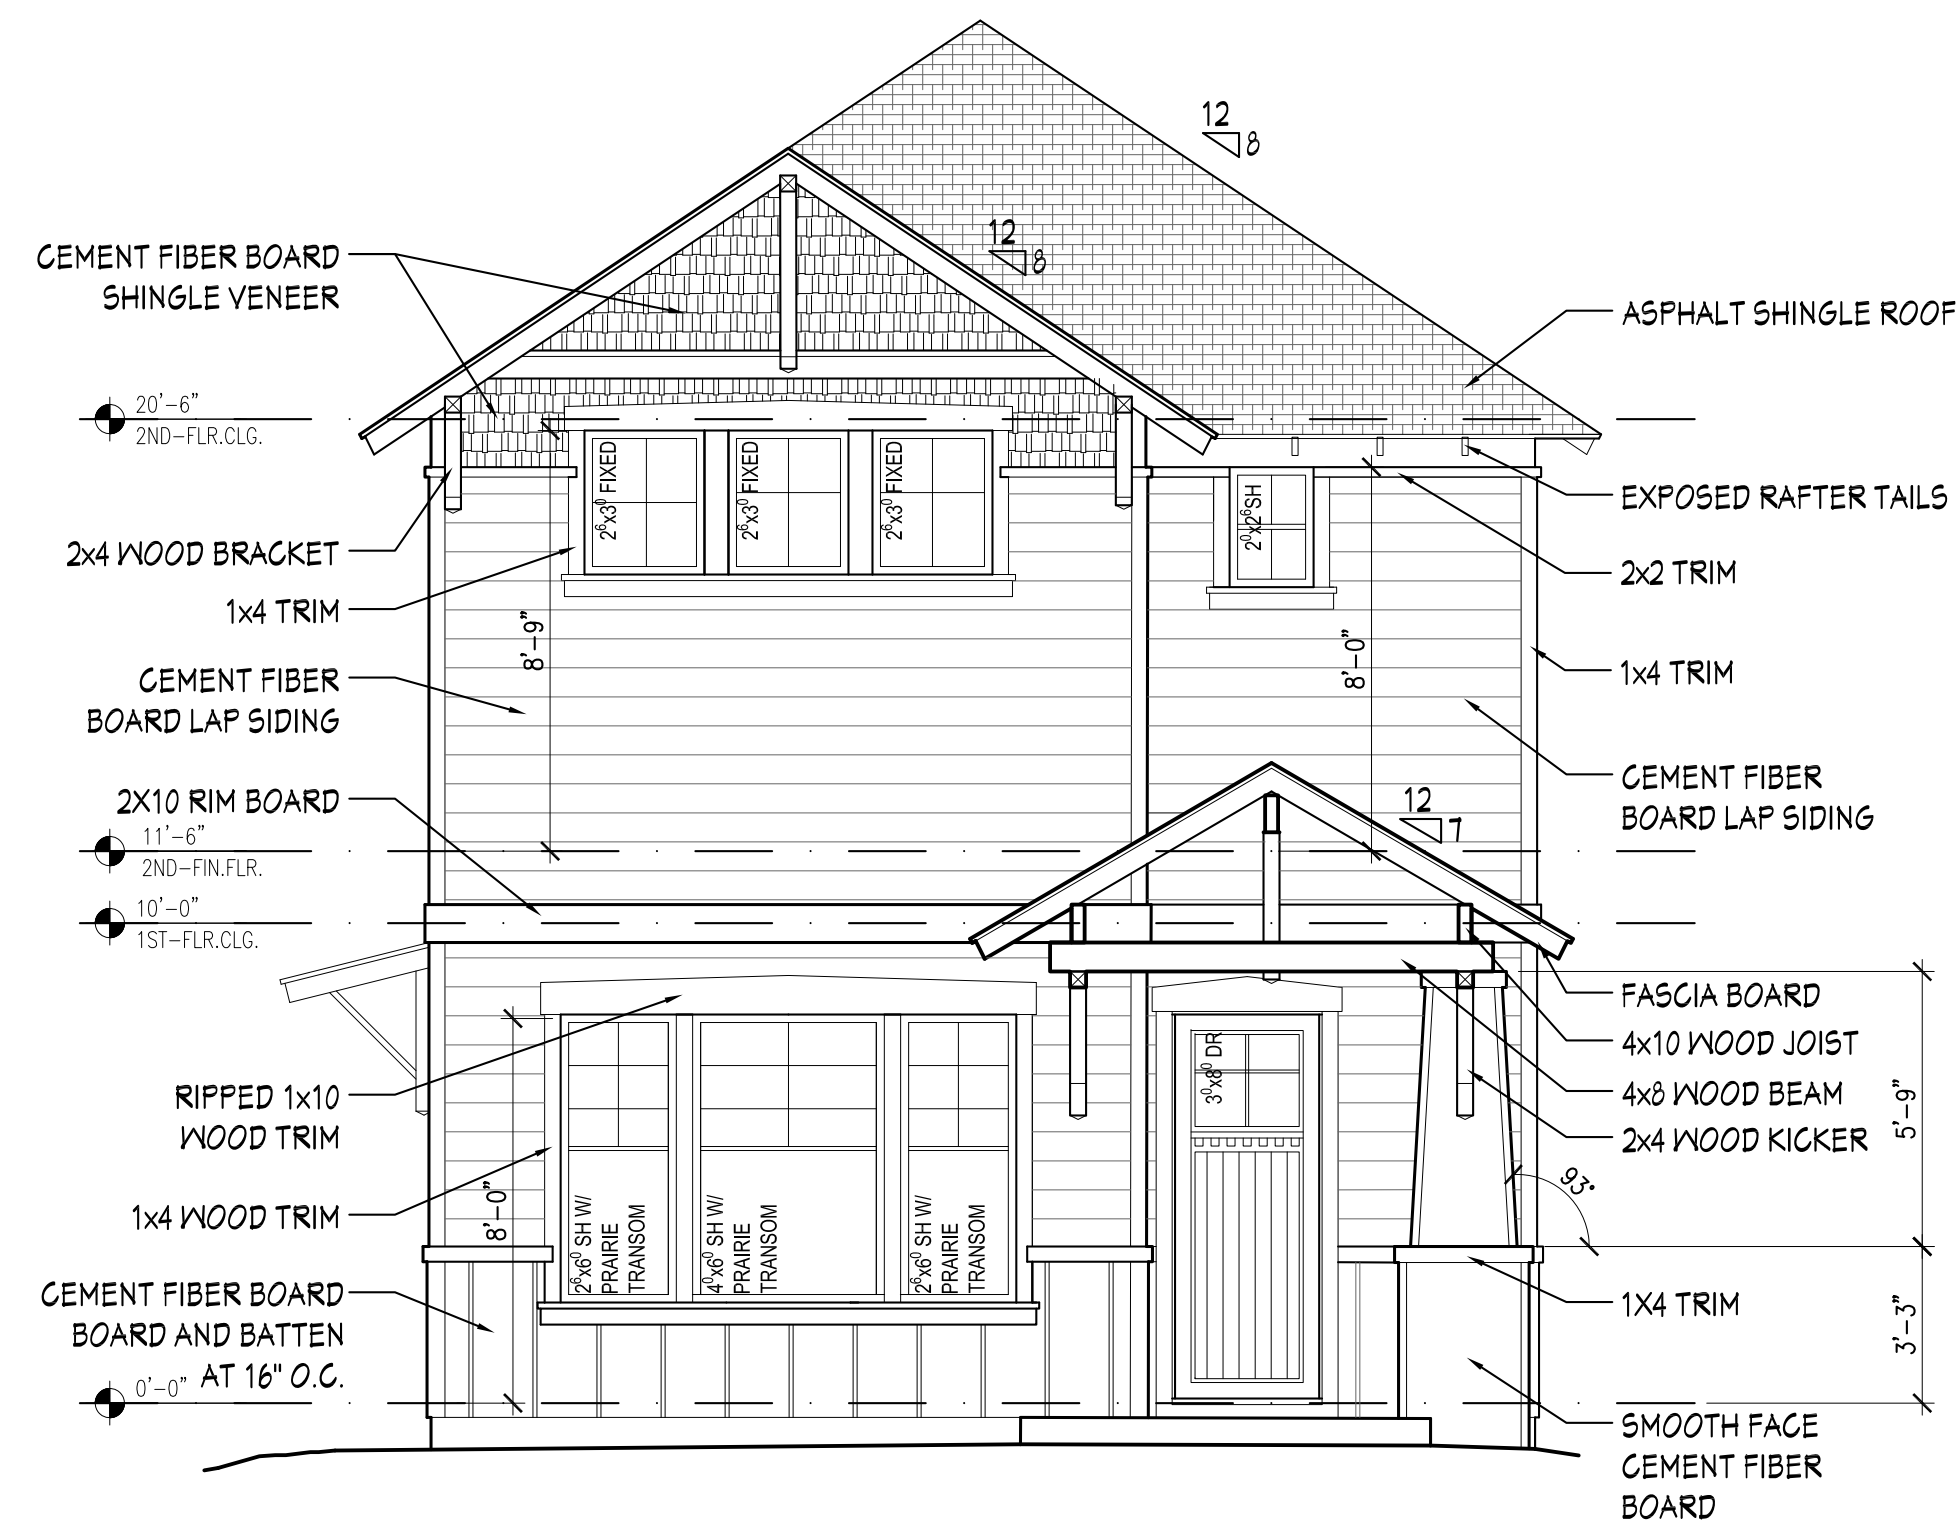 12
8
12
8
CEMENT FIBER BOARD
SHINGLE VENEER
ASPHALT SHINGLE ROOF
20'-6"
2ND-FLR.CLG.
2⁶x3⁰ FIXED
2⁶x3⁰ FIXED
2⁶x3⁰ FIXED
2⁰x2⁶SH
EXPOSED RAFTER TAILS
2x4 WOOD BRACKET
2x2 TRIM
1x4 TRIM
8'-9"
8'-0"
1x4 TRIM
CEMENT FIBER
BOARD LAP SIDING
CEMENT FIBER
BOARD LAP SIDING
2X10 RIM BOARD
12
7
11'-6"
2ND-FIN.FLR.
10'-0"
1ST-FLR.CLG.
FASCIA BOARD
4x10 WOOD JOIST
4x8 WOOD BEAM
2x4 WOOD KICKER
5'-9"
RIPPED 1x10
WOOD TRIM
3⁰x8⁰ DR
93°
1x4 WOOD TRIM
8'-0"
2⁶x6⁰ SH W/
PRAIRIE
TRANSOM
4⁰x6⁰ SH W/
PRAIRIE
TRANSOM
2⁶x6⁰ SH W/
PRAIRIE
TRANSOM
CEMENT FIBER BOARD
BOARD AND BATTEN
AT 16" O.C.
1X4 TRIM
3'-3"
0'-0"
SMOOTH FACE
CEMENT FIBER
BOARD